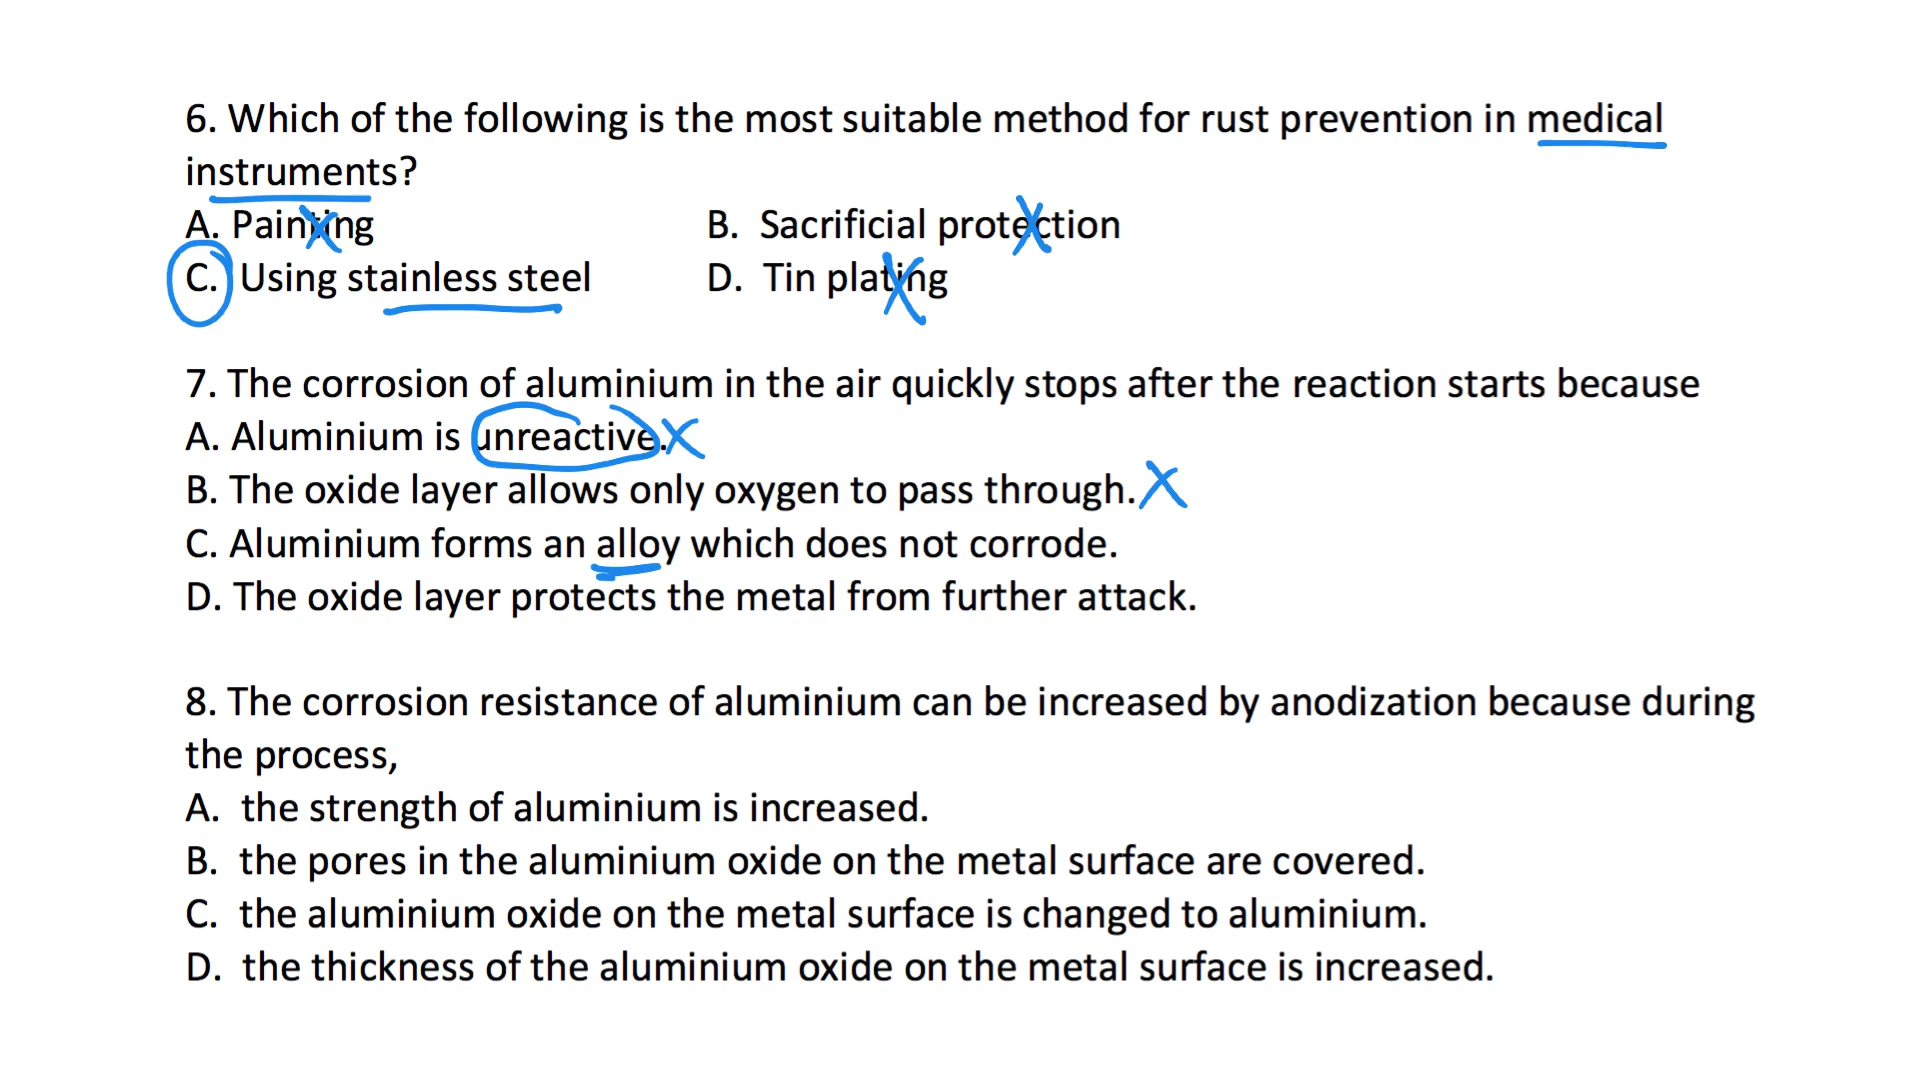 6. Which of the following is the most suitable method for rust prevention in medical
instruments?
A. Painting B. Sacrificial protection
C. Using stainless steel D. Tin plating
7. The corrosion of aluminium in the air quickly stops after the reaction starts because
A. Aluminium is unreactive.
B. The oxide layer allows only oxygen to pass through.
C. Aluminium forms an alloy which does not corrode.
D. The oxide layer protects the metal from further attack.
8. The corrosion resistance of aluminium can be increased by anodization because during
the process,
A. the strength of aluminium is increased.
B. the pores in the aluminium oxide on the metal surface are covered.
C. the aluminium oxide on the metal surface is changed to aluminium.
D. the thickness of the aluminium oxide on the metal surface is increased.